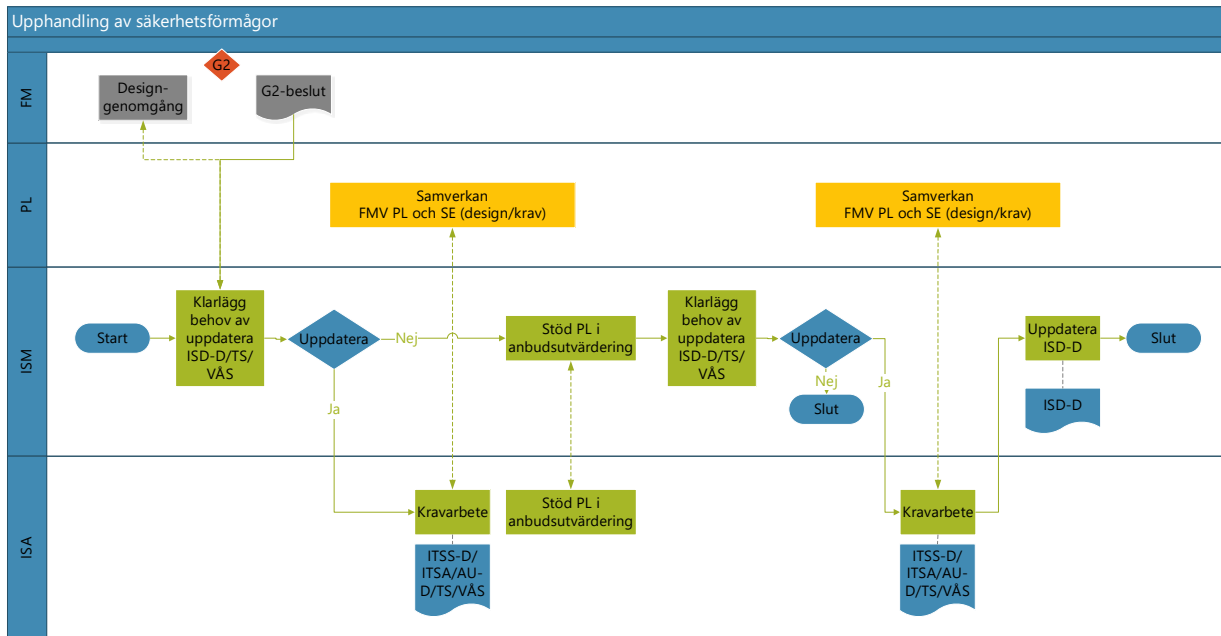 Upphandling av säkerhetsförmågor
FM
G2
Design-
genomgång
G2-beslut
PL
Samverkan
FMV PL och SE (design/krav)
Samverkan
FMV PL och SE (design/krav)
ISM
Start
Klarlägg
behov av
uppdatera
ISD-D/TS/
VÅS
Uppdatera
Nej
Ja
Stöd PL i
anbudsutvärdering
Klarlägg
behov av
uppdatera
ISD-D/TS/
VÅS
Uppdatera
Nej
Ja
Slut
Uppdatera
ISD-D
Slut
ISD-D
ISA
Kravarbete
ITSS-D/
ITSA/AU-
D/TS/VÅS
Stöd PL i
anbudsutvärdering
Kravarbete
ITSS-D/
ITSA/AU-
D/TS/VÅS